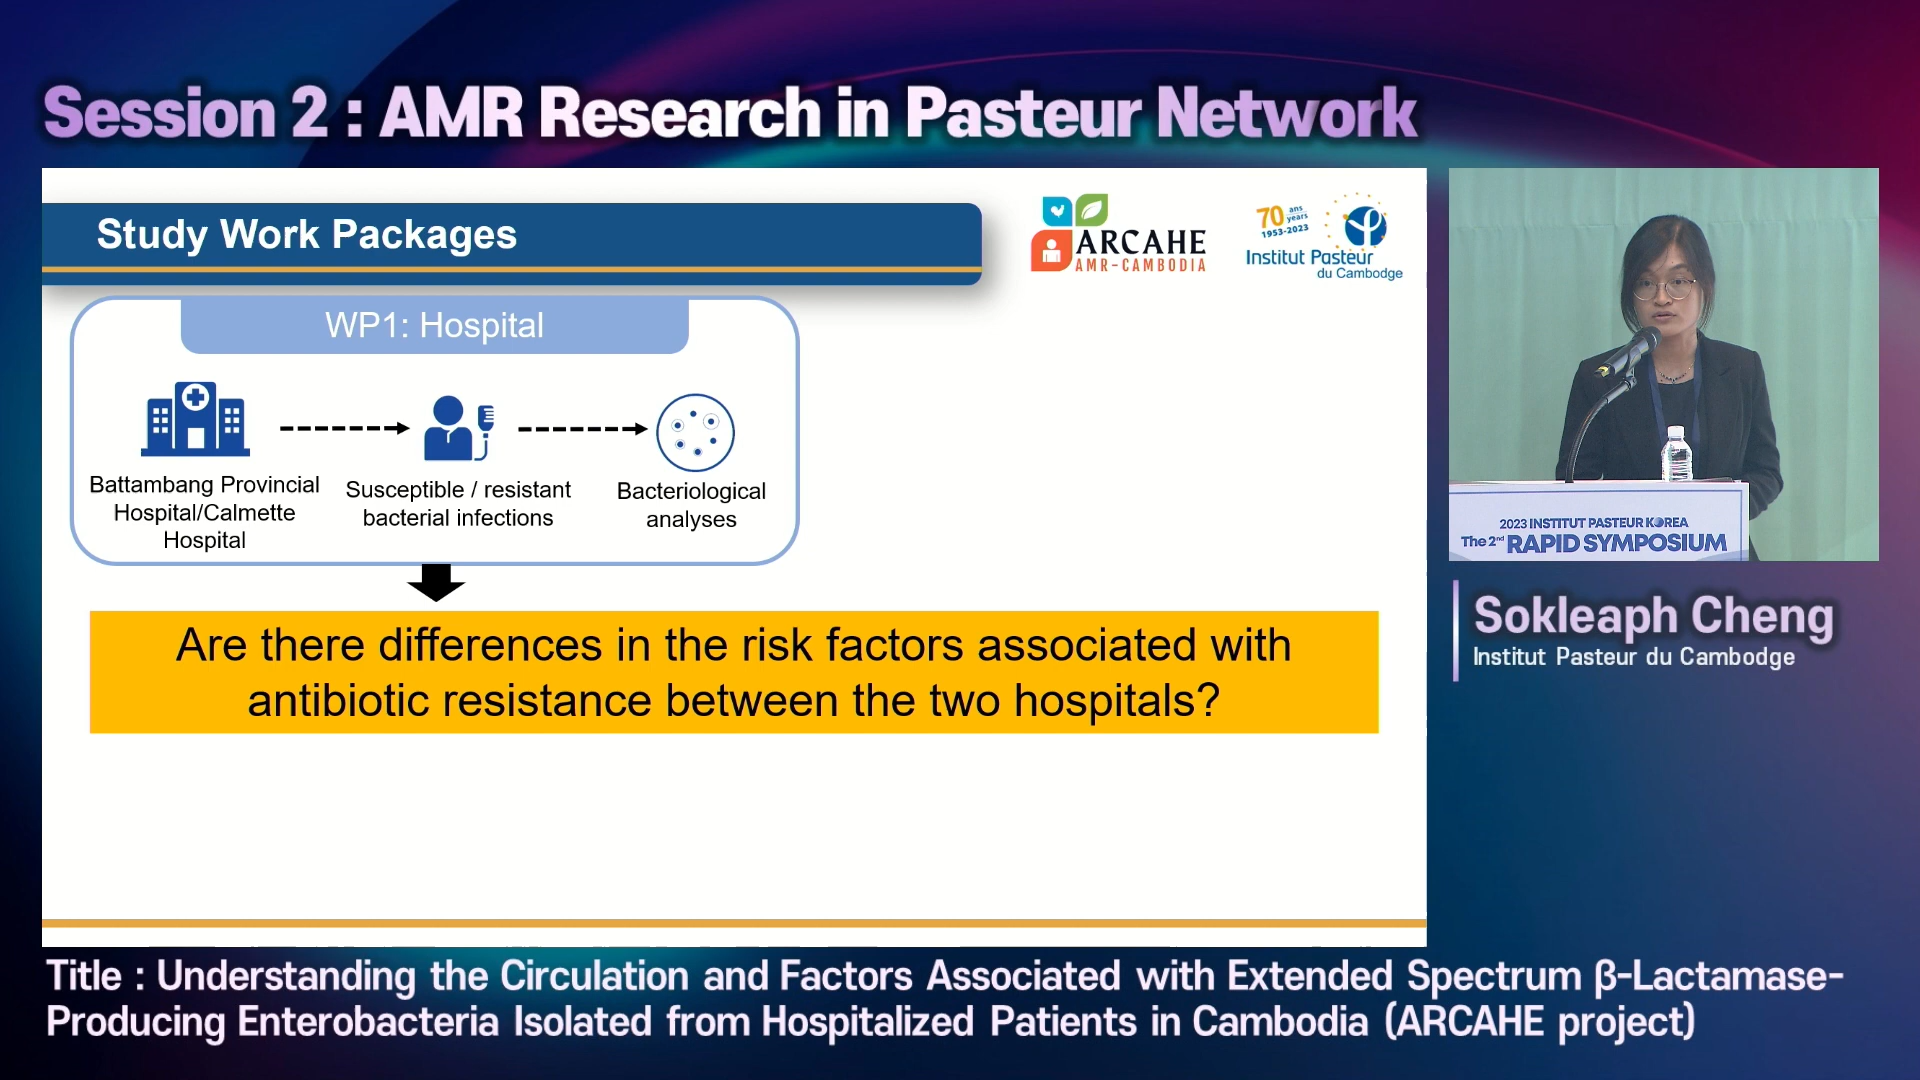 Session 2 : AMR Research in Pasteur Network
Study Work Packages
ARCAHE
AMR-CAMBODIA
70 ans
years
1953-2023
Institut Pasteur
du Cambodge
WP1: Hospital
Battambang Provincial
Hospital/Calmette
Hospital
Susceptible / resistant
bacterial infections
Bacteriological
analyses
Are there differences in the risk factors associated with
antibiotic resistance between the two hospitals?
2023 INSTITUT PASTEUR KOREA
The 2nd RAPID SYMPOSIUM
Sokleaph Cheng
Institut Pasteur du Cambodge
Title : Understanding the Circulation and Factors Associated with Extended Spectrum β-Lactamase-
Producing Enterobacteria Isolated from Hospitalized Patients in Cambodia (ARCAHE project)